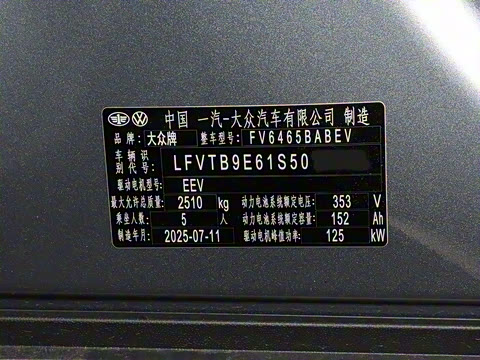 中国 一汽-大众汽车有限公司 制造
品牌: 大众牌 整车型号: FV6465BABEV
车辆识别代号: LFVTB9E61S50
驱动电机型号: EEV
最大允许总质量: 2510 kg 动力电池系统额定电压: 353 V
乘坐人数: 5 人 动力电池系统额定容量: 152 Ah
制造年月: 2025-07-11 驱动电机峰值功率: 125 kW